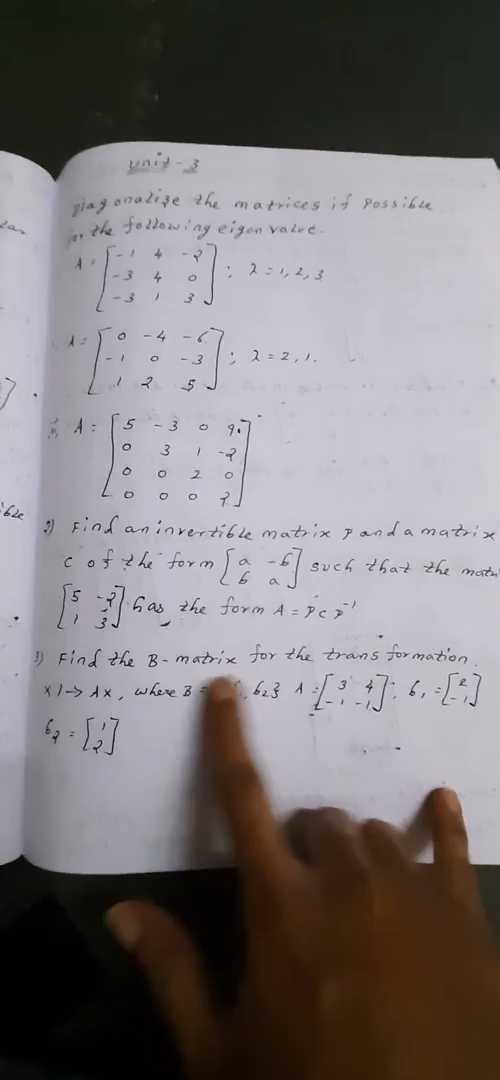 Unit-3
Diagonalize the matrices if possible
for the following eigen value.
A = [-1 4 -2
-3 4 0
-3 1 3] ; λ = 1, 2, 3
A = [0 -4 -6
-1 0 -3
1 2 5] ; λ = 2, 1.
A = [5 -3 0 9
0 3 1 -2
0 0 2 0
0 0 0 2]
2) Find an invertible matrix P and a matrix
C of the form [a -b
b a] such that the
[5 -2
1 3] has the form A = PCP⁻¹
3) Find the B-matrix for the transformation
x ↦ Ax, where B = b₂} A = [3 4
-1 -1], b₁ = [2
-1]
b₂ = [1
2]